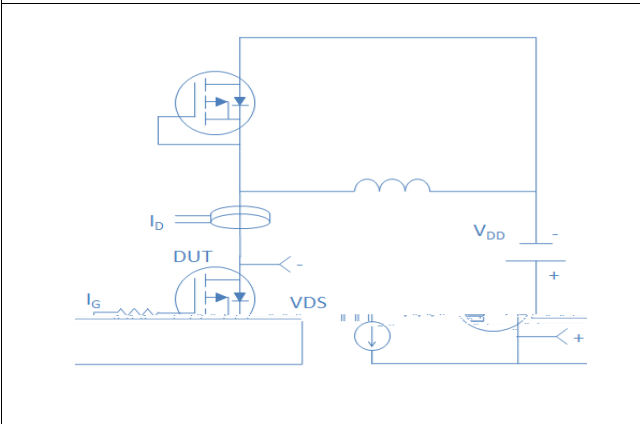 I_D
DUT
-
V_DD
-
+
I_G
VDS
+